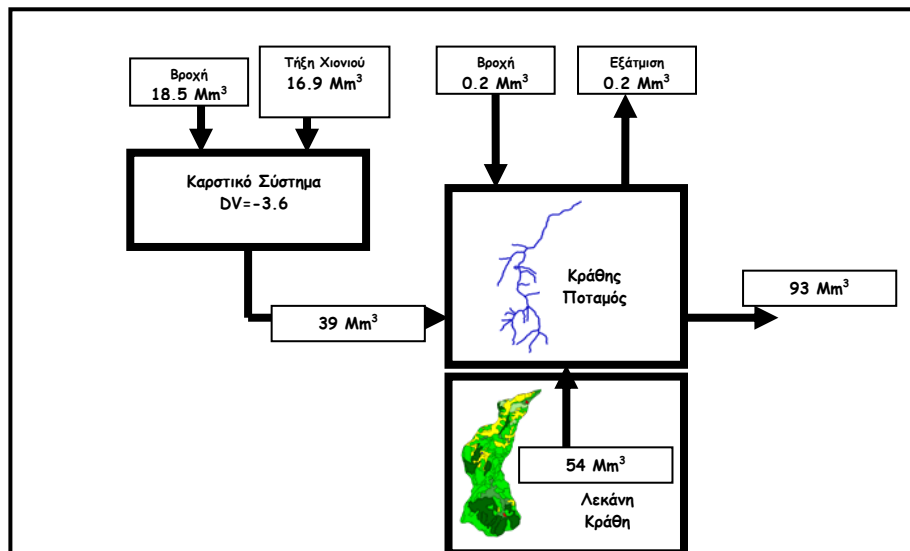 Βροχή
18.5 Mm³
Τήξη Χιονιού
16.9 Mm³
Βροχή
0.2 Mm³
Εξάτμιση
0.2 Mm³
Καρστικό Σύστημα
DV=-3.6
Κράθης
Ποταμός
93 Mm³
39 Mm³
54 Mm³
Λεκάνη
Κράθη